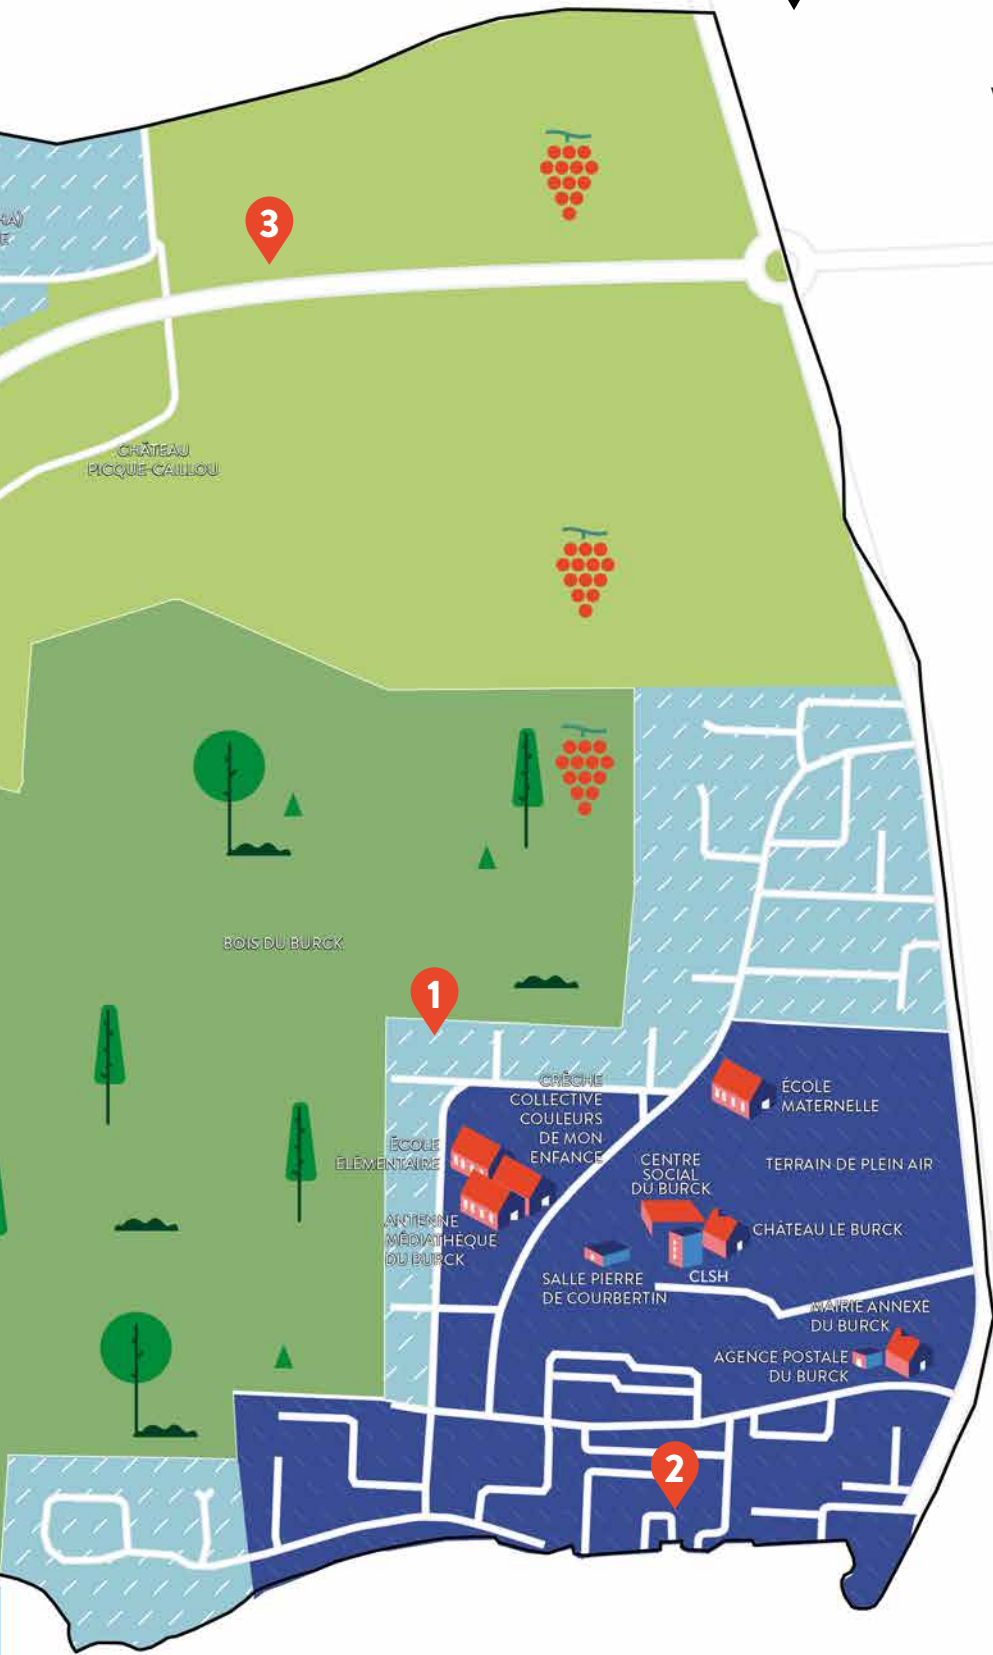 HA)
E
3
CHÂTEAU
PICQUE-CAILLOU
BOIS DU BURCK
1
CRÈCHE
COLLECTIVE
COULEURS
DE MON
ENFANCE
ÉCOLE
MATERNELLE
ÉCOLE
ÉLÉMENTAIRE
CENTRE
SOCIAL
DU BURCK
TERRAIN DE PLEIN AIR
ANTENNE
MÉDIATHÈQUE
DU BURCK
CHÂTEAU LE BURCK
SALLE PIERRE
DE COURBERTIN
CLSH
MAIRIE ANNEXE
DU BURCK
AGENCE POSTALE
DU BURCK
2